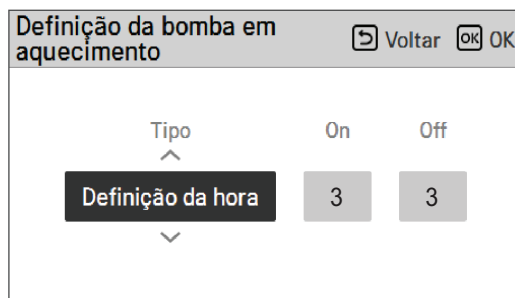 Definição da bomba em
aquecimento
Voltar OK OK
Tipo On Off
Definição da hora 3 3